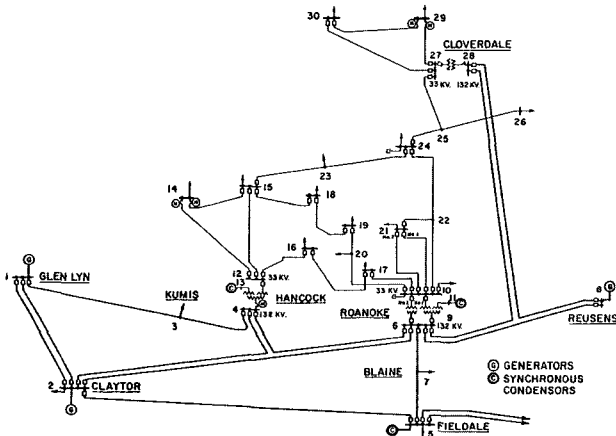 30
29
CLOVERDALE
27
28
33 KV.
132 KV
26
25
24
23
14
15
18
22
21
19
16
20
17
12
33 KV.
13
C
HANCOCK
33 KV
10
11
C
ROANOKE
9
1
G
GLEN LYN
KUMIS
3
4
132 KV.
6
132 KV
8
G
REUSENS
BLAINE
7
2
CLAYTOR
G
G GENERATORS
C SYNCHRONOUS
CONDENSORS
C
5
FIELDALE